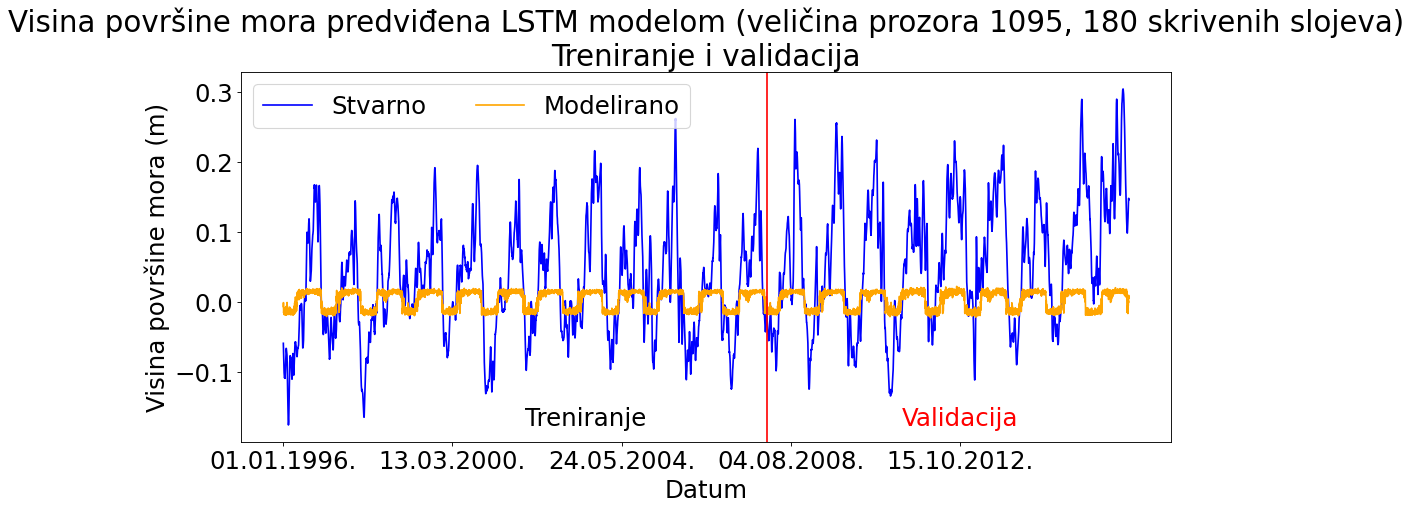 Visina površine mora predviđena LSTM modelom (veličina prozora 1095, 180 skrivenih slojeva)
Treniranje i validacija
Stvarno Modelirano
Visina površine mora (m)
0.3
0.2
0.1
0.0
−0.1
Treniranje Validacija
01.01.1996. 13.03.2000. 24.05.2004. 04.08.2008. 15.10.2012.
Datum